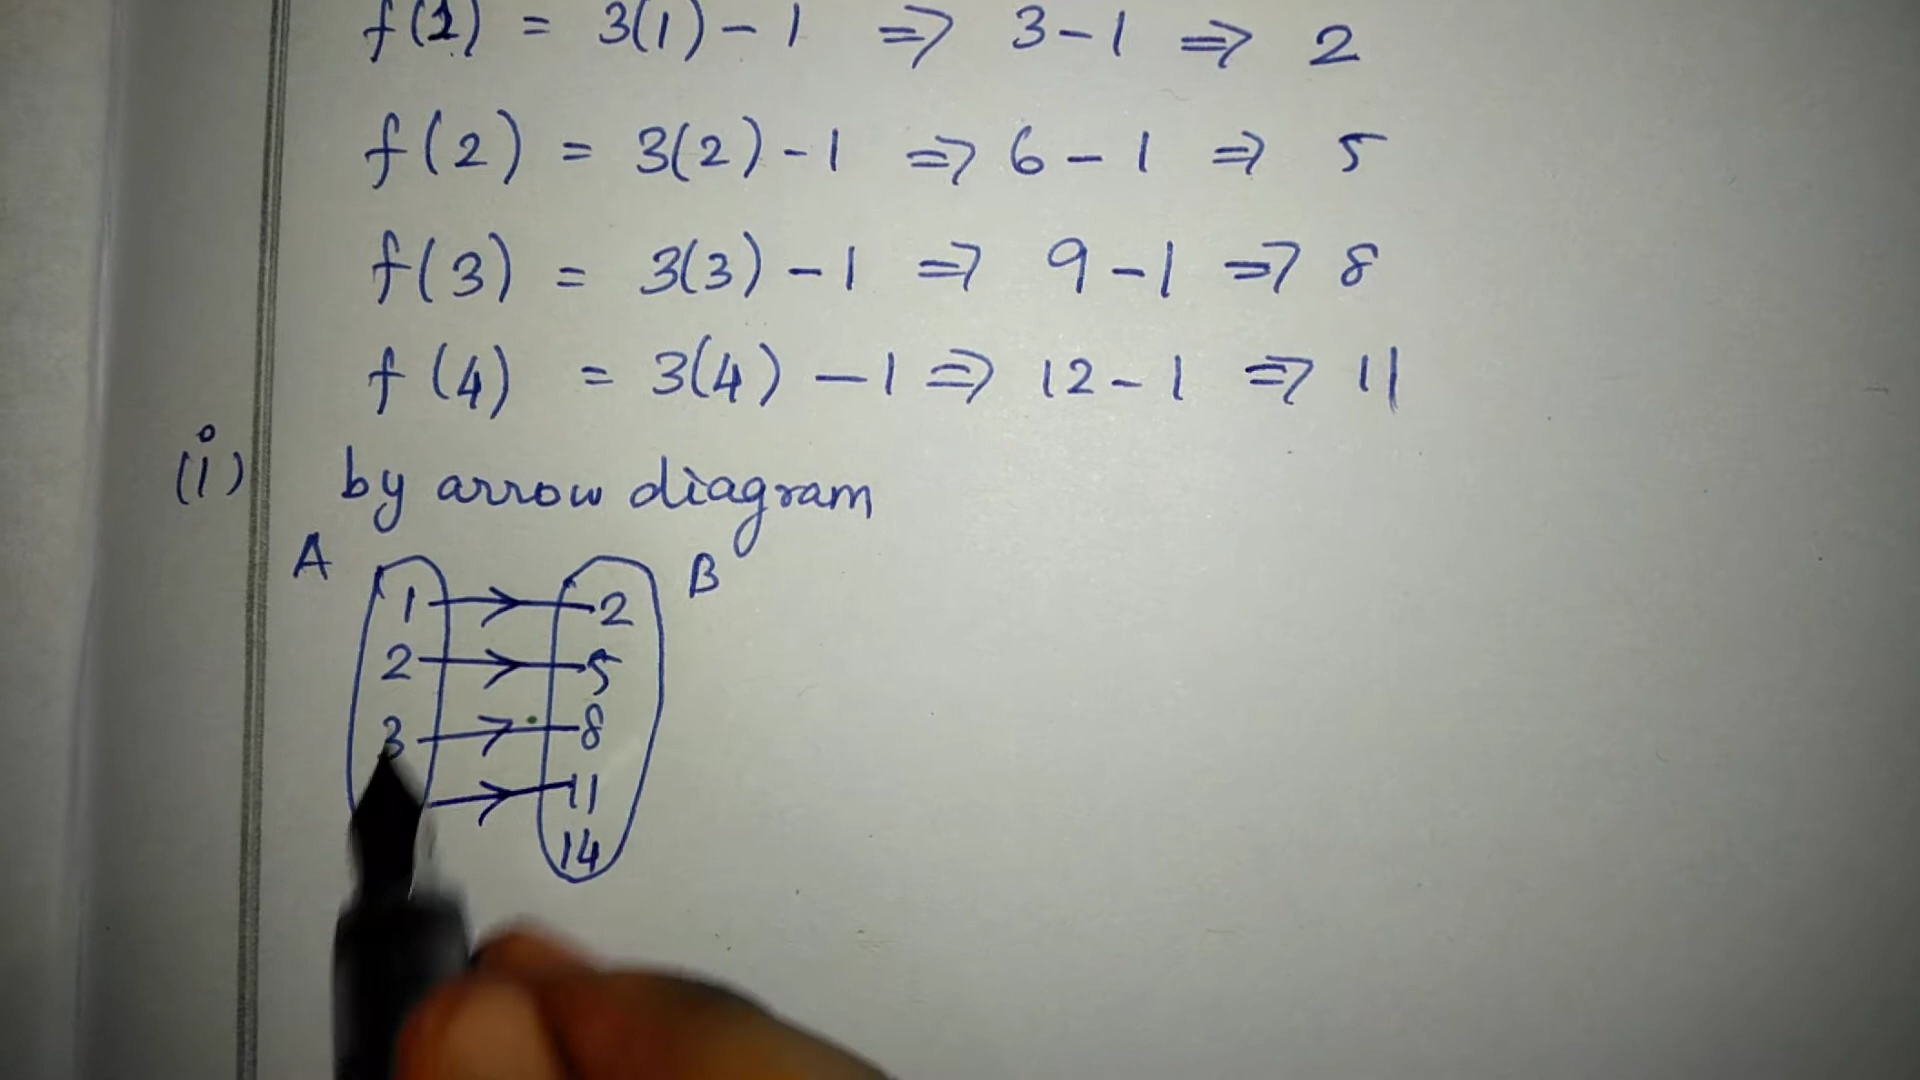 f(1) = 3(1) - 1 => 3 - 1 => 2
f(2) = 3(2) - 1 => 6 - 1 => 5
f(3) = 3(3) - 1 => 9 - 1 => 8
f(4) = 3(4) - 1 => 12 - 1 => 11
(i) by arrow diagram
A B
1 → 2
2 → 5
3 → 8
→ 11
14